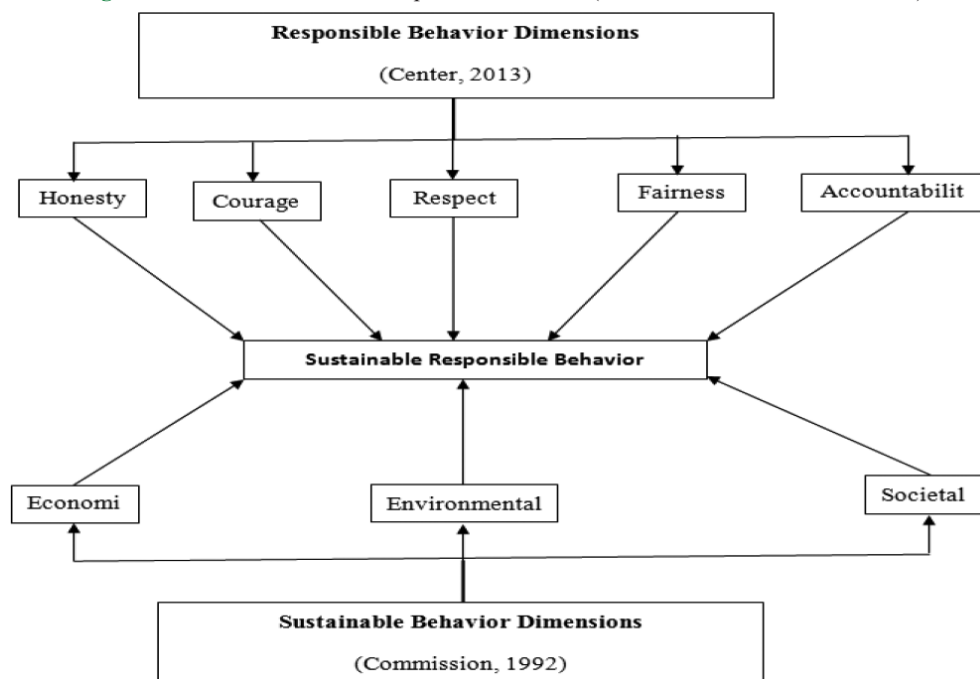 Responsible Behavior Dimensions
(Center, 2013)
Honesty
Courage
Respect
Fairness
Accountabilit
Sustainable Responsible Behavior
Economi
Environmental
Societal
Sustainable Behavior Dimensions
(Commission, 1992)